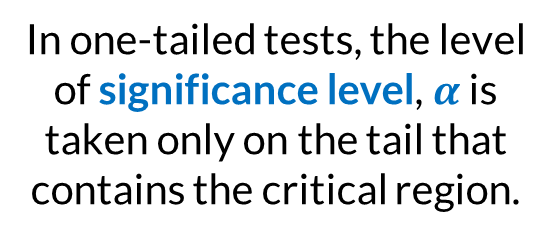 In one-tailed tests, the level
of significance level, α is
taken only on the tail that
contains the critical region.